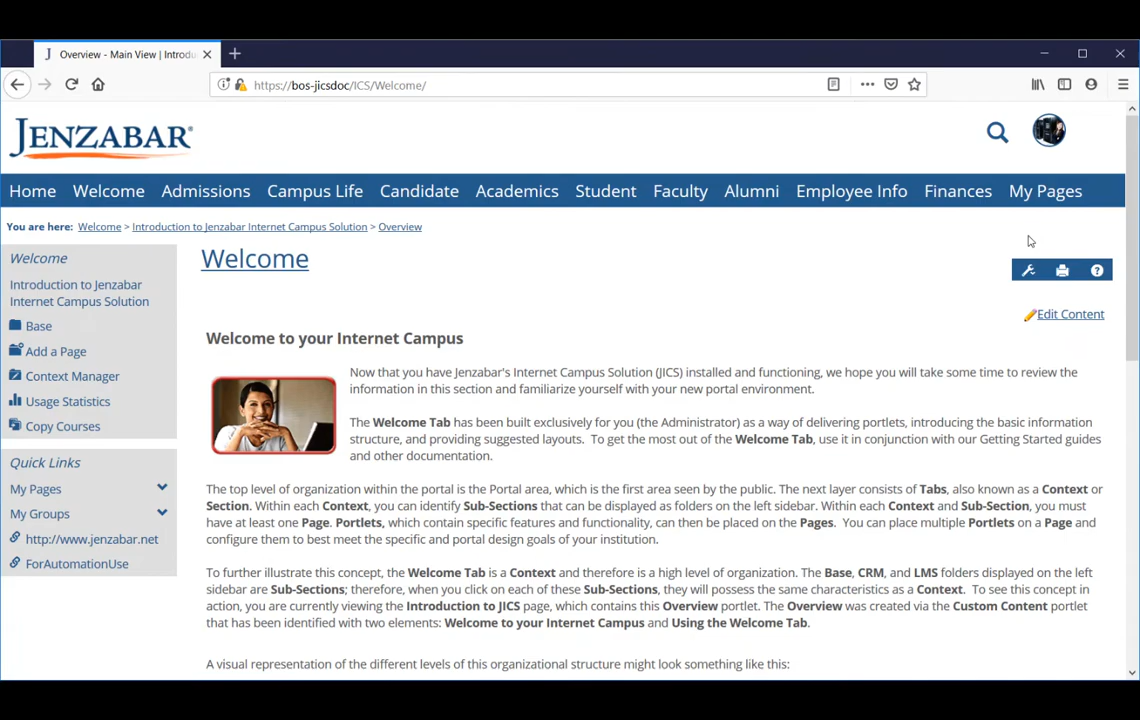 Overview - Main View | Introdu
https://bos-jicsdoc/ICS/Welcome/
JENZABAR®
Home Welcome Admissions Campus Life Candidate Academics Student Faculty Alumni Employee Info Finances My Pages
You are here: Welcome > Introduction to Jenzabar Internet Campus Solution > Overview
Welcome
Introduction to Jenzabar
Internet Campus Solution
Base
Add a Page
Context Manager
Usage Statistics
Copy Courses
Quick Links
My Pages
My Groups
http://www.jenzabar.net
ForAutomationUse
Welcome
Edit Content
Welcome to your Internet Campus
Now that you have Jenzabar's Internet Campus Solution (JICS) installed and functioning, we hope you will take some time to review the
information in this section and familiarize yourself with your new portal environment.
The Welcome Tab has been built exclusively for you (the Administrator) as a way of delivering portlets, introducing the basic information
structure, and providing suggested layouts.  To get the most out of the Welcome Tab, use it in conjunction with our Getting Started guides
and other documentation.
The top level of organization within the portal is the Portal area, which is the first area seen by the public. The next layer consists of Tabs, also known as a Context or
Section. Within each Context, you can identify Sub-Sections that can be displayed as folders on the left sidebar. Within each Context and Sub-Section, you must
have at least one Page. Portlets, which contain specific features and functionality, can then be placed on the Pages.  You can place multiple Portlets on a Page and
configure them to best meet the specific and portal design goals of your institution.
To further illustrate this concept, the Welcome Tab is a Context and therefore is a high level of organization. The Base, CRM, and LMS folders displayed on the left
sidebar are Sub-Sections; therefore, when you click on each of these Sub-Sections, they will possess the same characteristics as a Context.  To see this concept in
action, you are currently viewing the Introduction to JICS page, which contains this Overview portlet. The Overview was created via the Custom Content portlet
that has been identified with two elements: Welcome to your Internet Campus and Using the Welcome Tab.
A visual representation of the different levels of this organizational structure might look something like this: